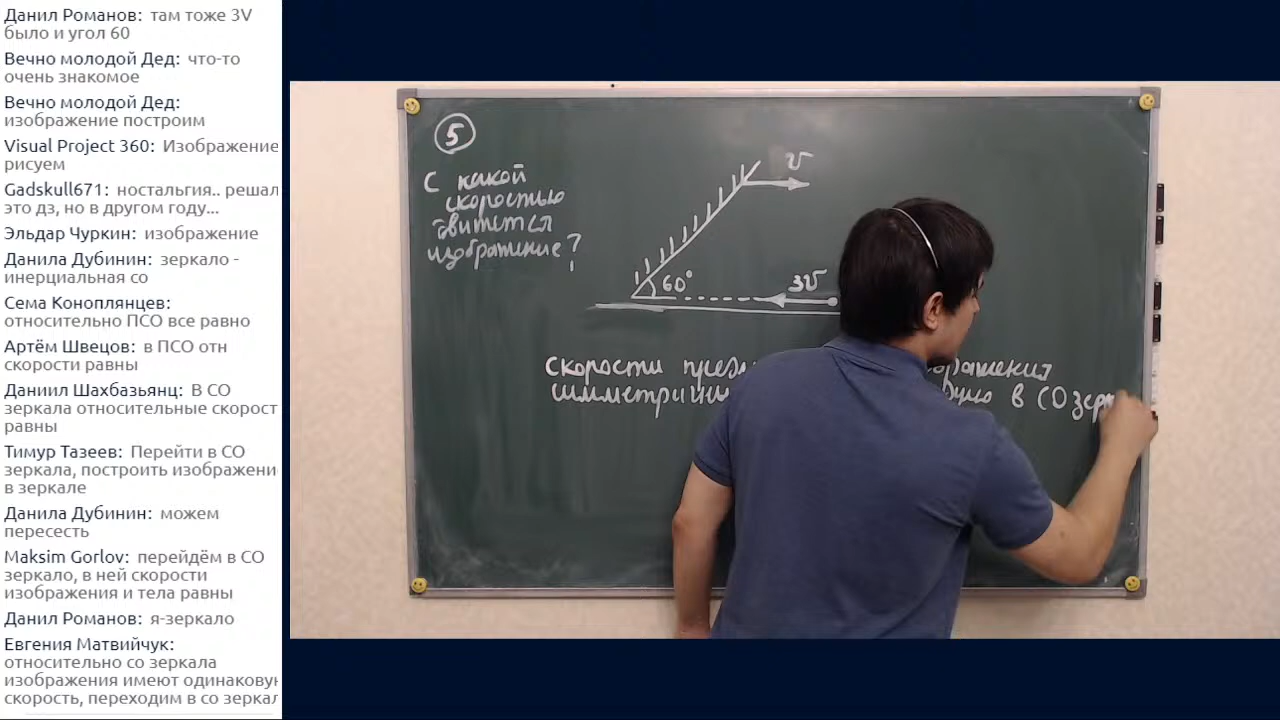 Данил Романов: там тоже 3V
было и угол 60
Вечно молодой Дед: что-то
очень знакомое
Вечно молодой Дед:
изображение построим
Visual Project 360: Изображение
рисуем
Gadskull671: ностальгия.. решал
это дз, но в другом году...
Эльдар Чуркин: изображение
Данила Дубинин: зеркало -
инерциальная со
Сема Коноплянцев:
относительно ПСО все равно
Артём Швецов: в ПСО отн
скорости равны
Даниил Шахбазьянц: В СО
зеркала относительные скорост
равны
Тимур Тазеев: Перейти в СО
зеркала, построить изображени
в зеркале
Данила Дубинин: можем
пересесть
Maksim Gorlov: перейдём в СО
зеркало, в ней скорости
изображения и тела равны
Данил Романов: я-зеркало
Евгения Матвийчук:
относительно со зеркала
изображения имеют одинакову
скорость, переходим в со зеркал
5
С какой
скоростью
движется
изображение?
v
60°
3v
Скорости
в СО